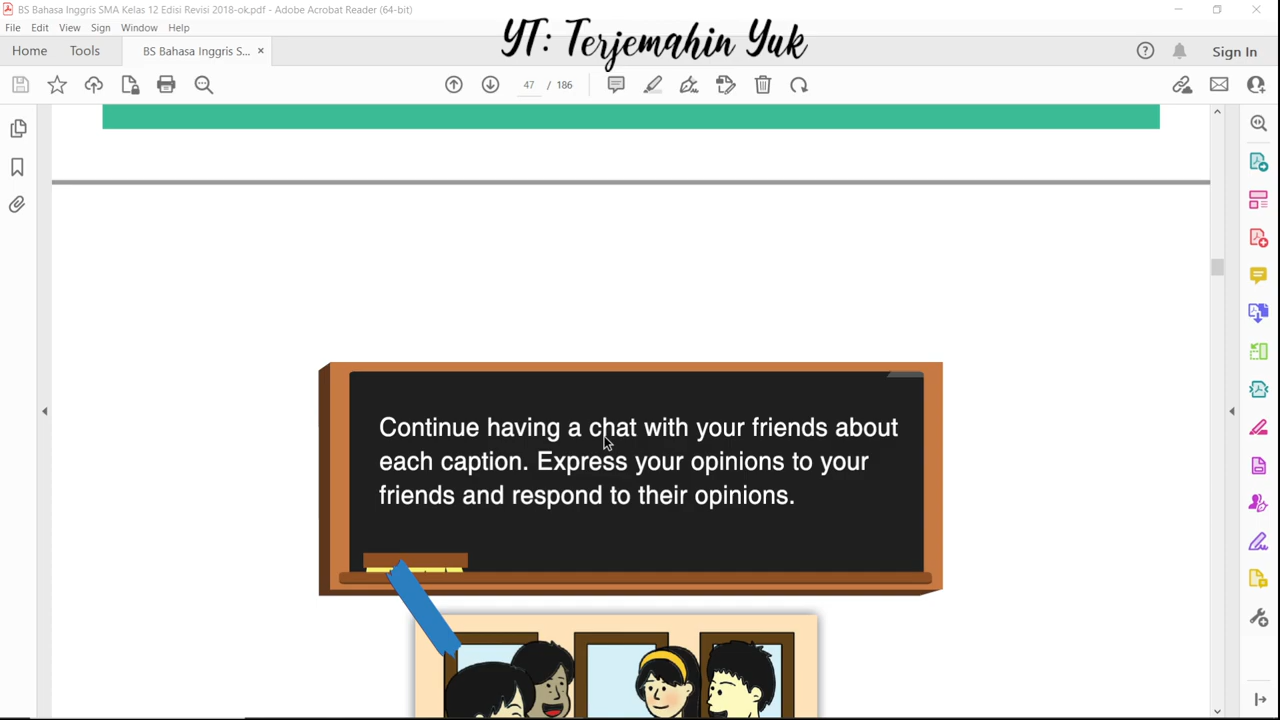 BS Bahasa Inggris SMA Kelas 12 Edisi Revisi 2018-ok.pdf - Adobe Acrobat Reader (64-bit)
File Edit View Sign Window Help
YT: Terjemahin Yuk
Home Tools BS Bahasa Inggris S... × Sign In
47 / 186
Continue having a chat with your friends about
each caption. Express your opinions to your
friends and respond to their opinions.